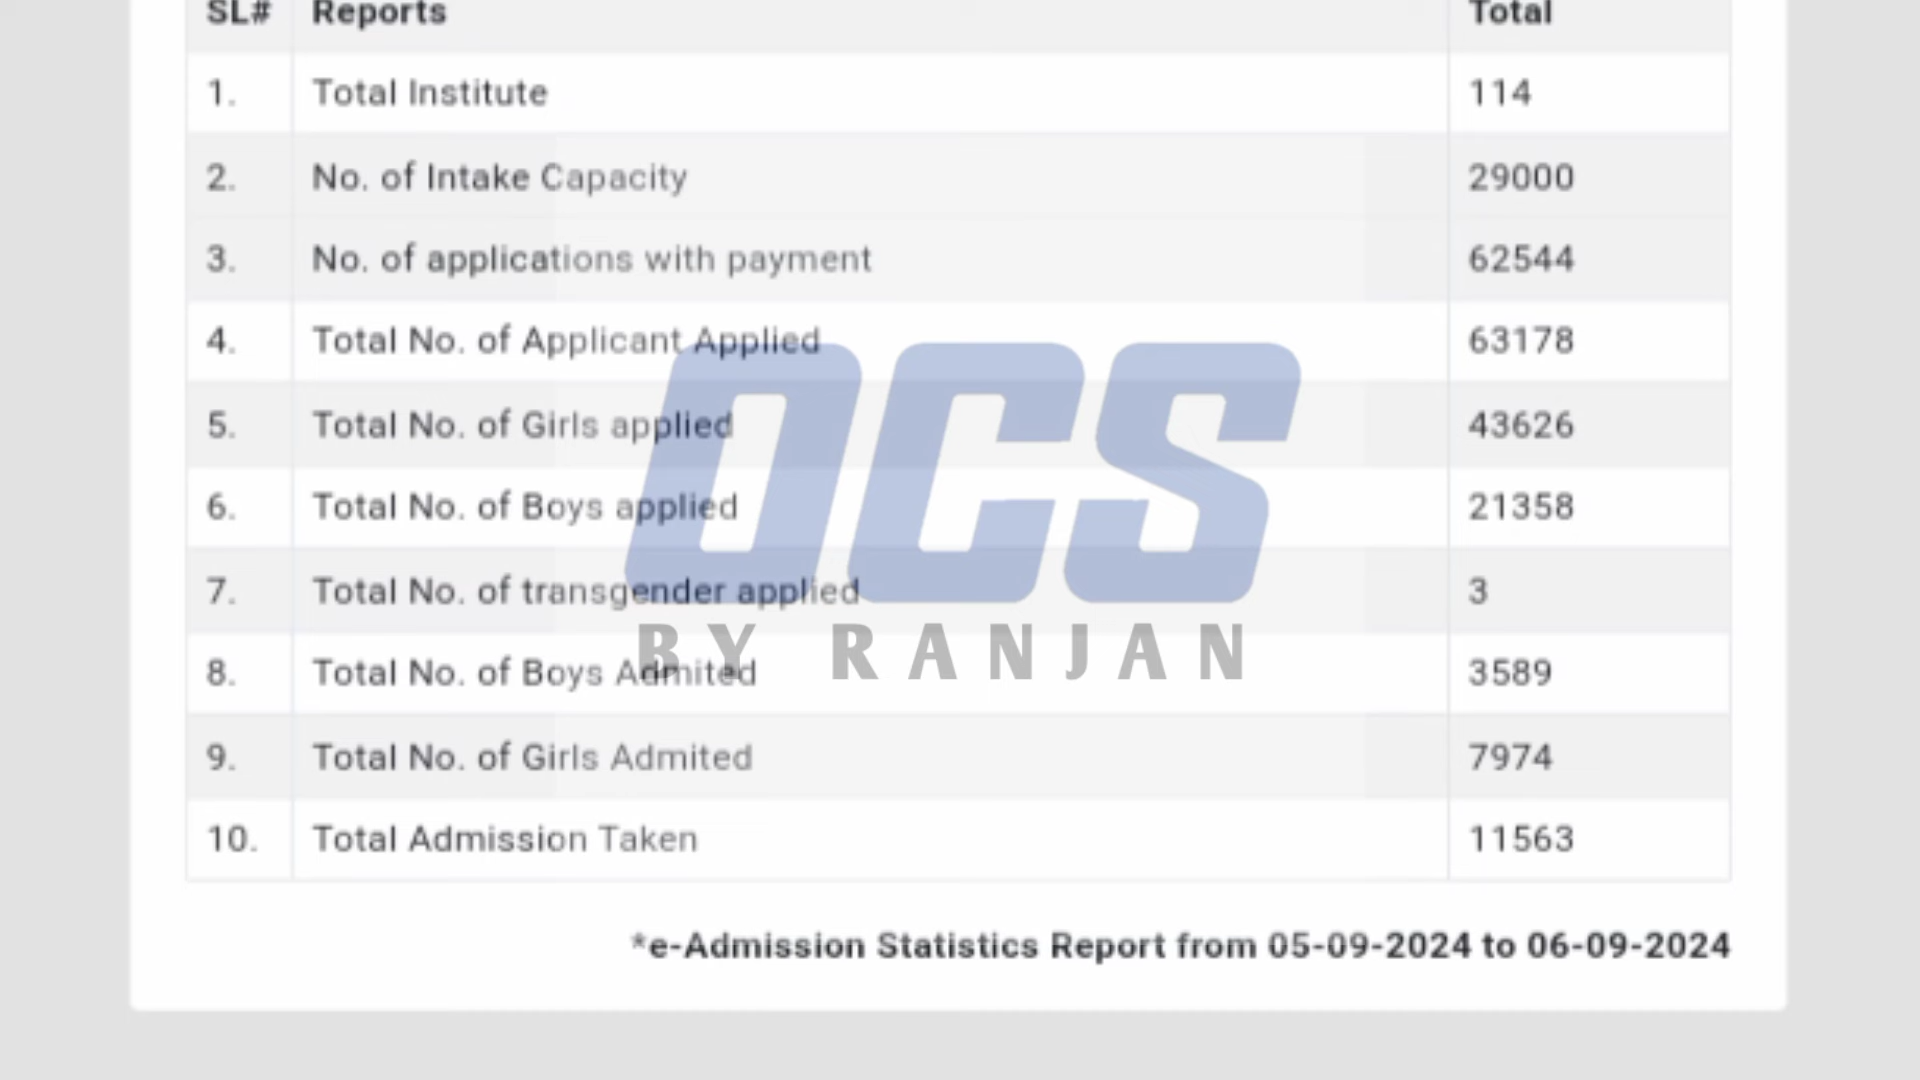 SL# Reports Total
1. Total Institute 114
2. No. of Intake Capacity 29000
3. No. of applications with payment 62544
4. Total No. of Applicant Applied 63178
5. Total No. of Girls applied 43626
6. Total No. of Boys applied 21358
7. Total No. of transgender applied 3
8. Total No. of Boys Admited 3589
9. Total No. of Girls Admited 7974
10. Total Admission Taken 11563
OCS
BY RANJAN
*e-Admission Statistics Report from 05-09-2024 to 06-09-2024